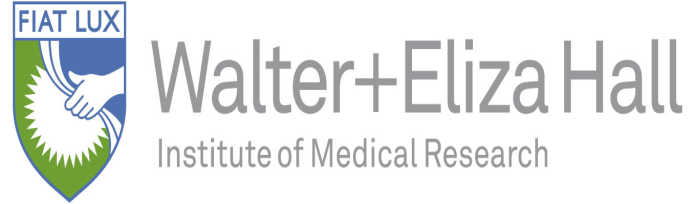 FIAT LUX
Walter+Eliza Hall
Institute of Medical Research